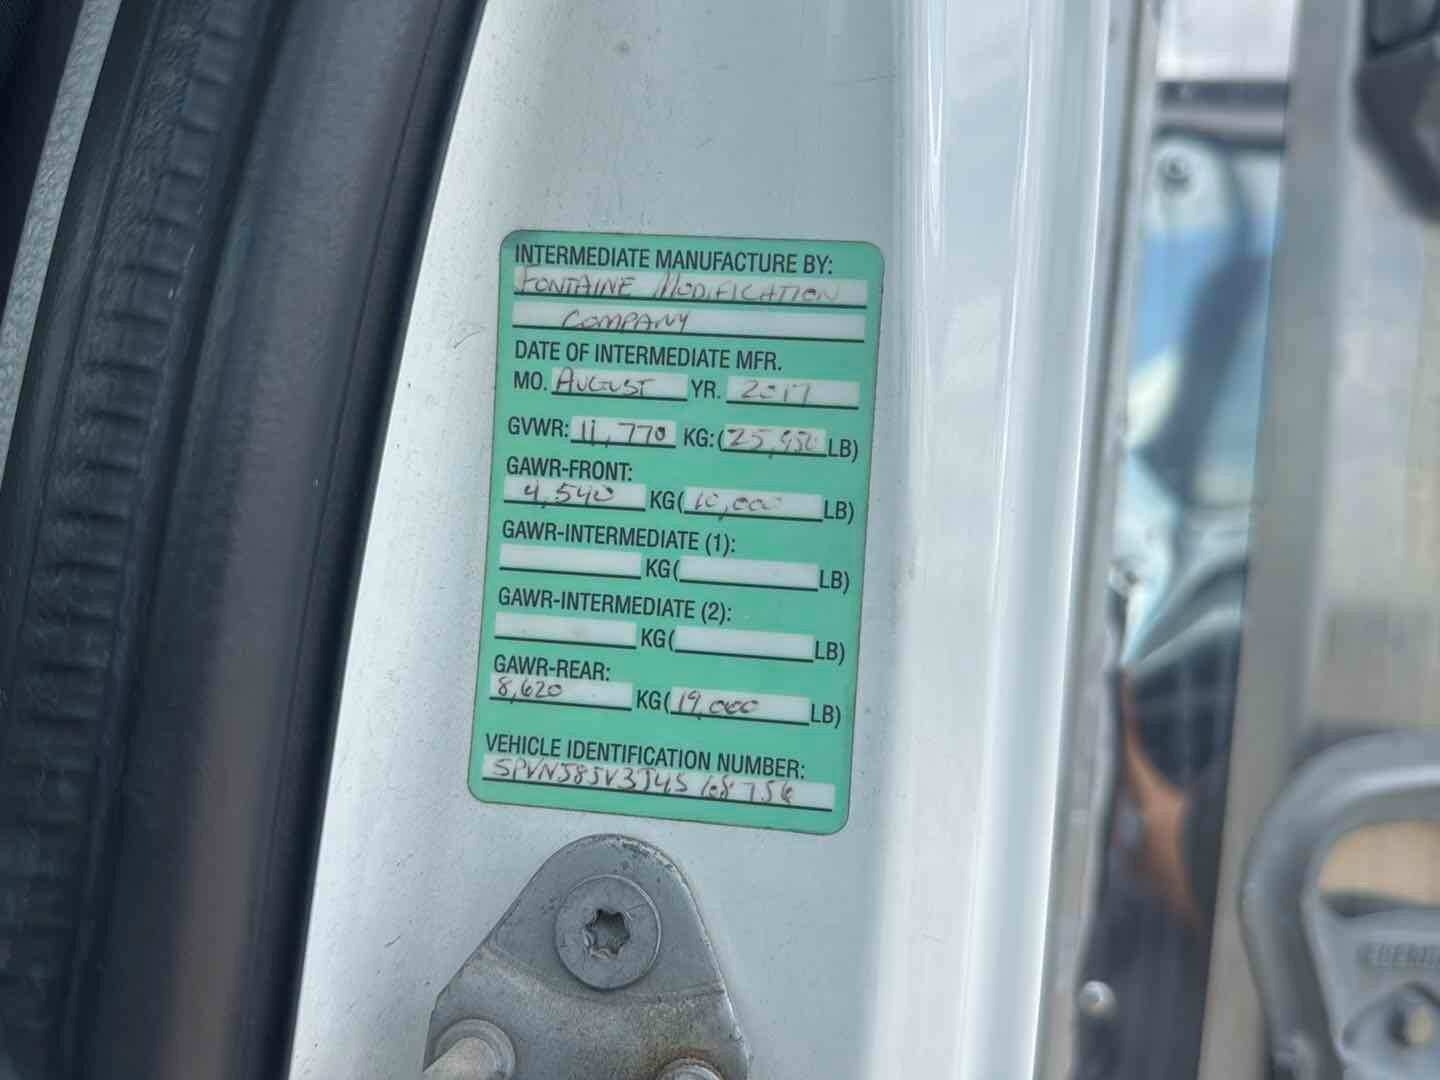 INTERMEDIATE MANUFACTURE BY:
FONTAINE MODIFICATION
COMPANY
DATE OF INTERMEDIATE MFR.
MO. AUGUST YR. 2017
GVWR: 11,770 KG: (25,950 LB)
GAWR-FRONT:
4,540 KG( 10,000 LB)
GAWR-INTERMEDIATE (1):
KG( LB)
GAWR-INTERMEDIATE (2):
KG( LB)
GAWR-REAR:
8,620 KG( 19,000 LB)
VEHICLE IDENTIFICATION NUMBER: